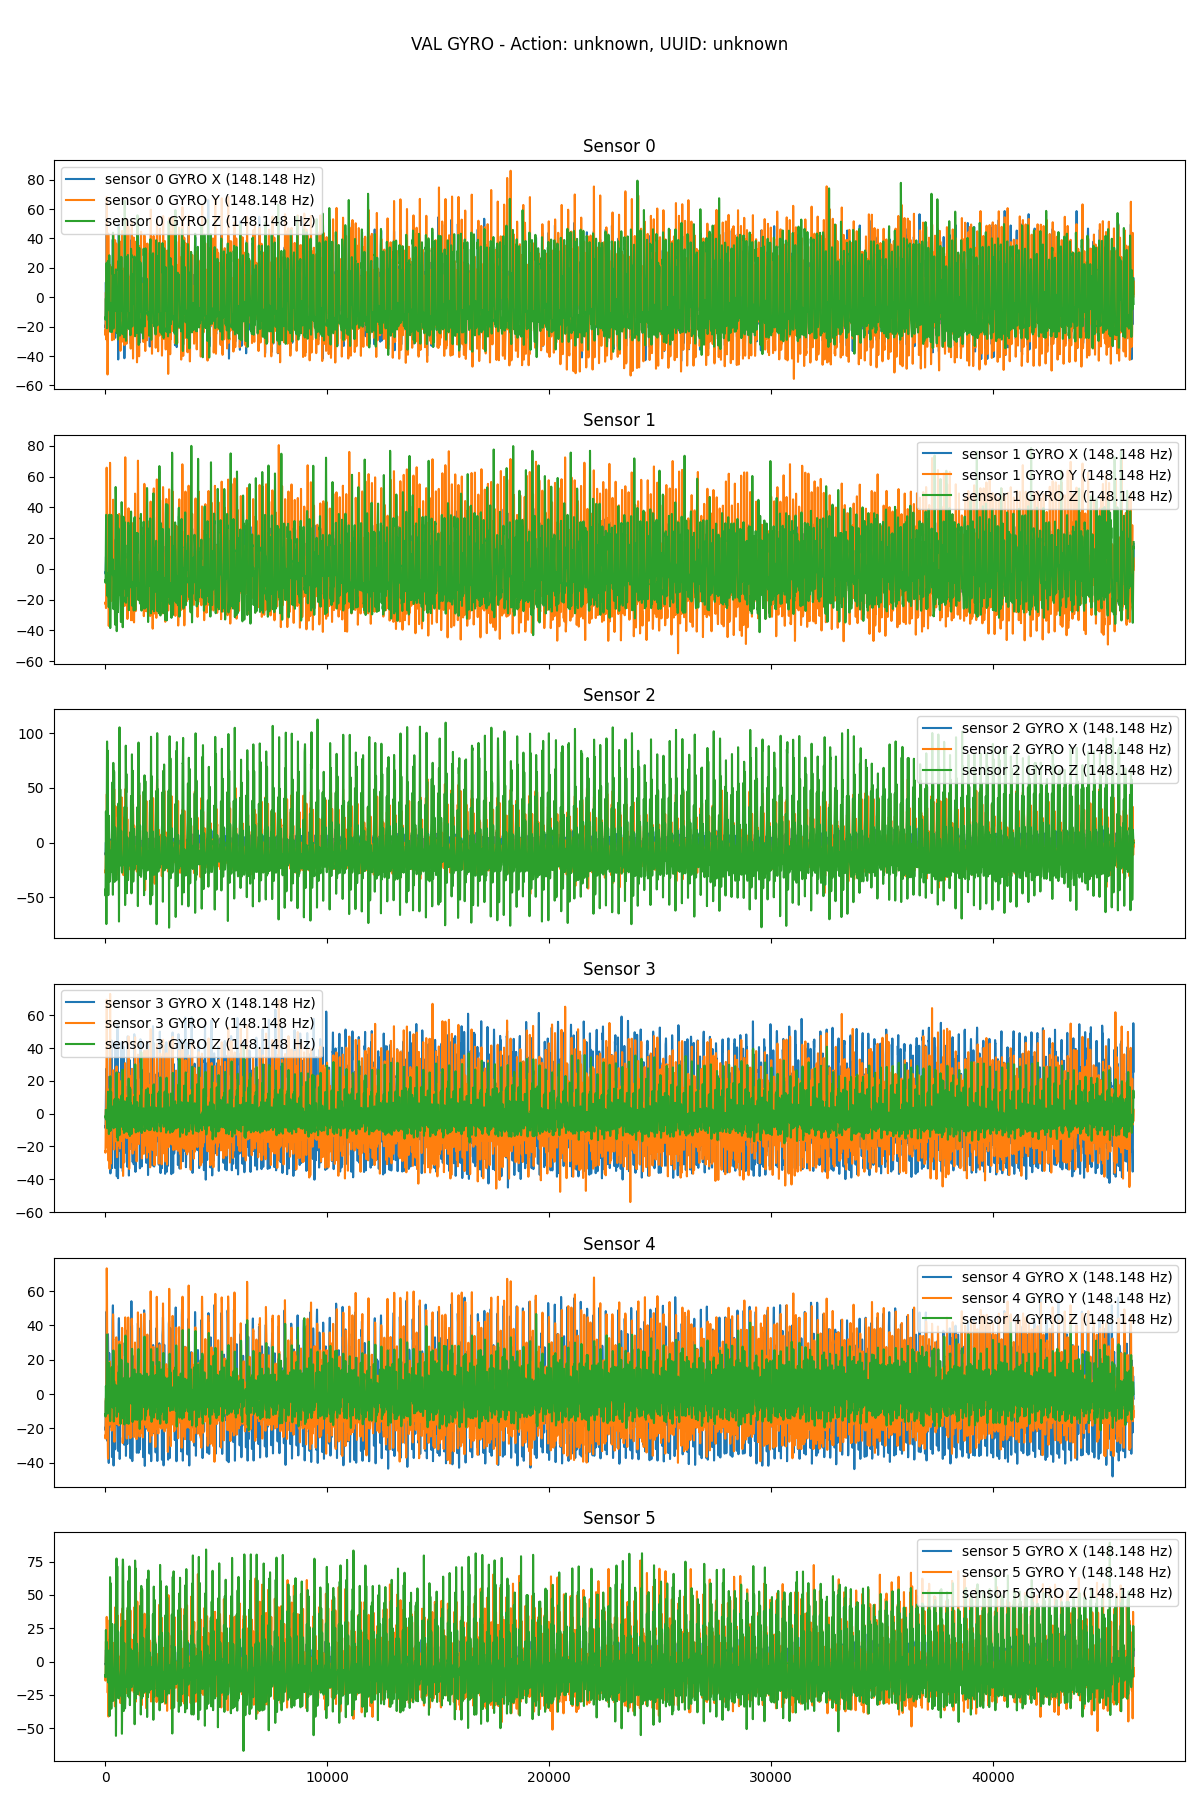 VAL GYRO - Action: unknown, UUID: unknown
Sensor 0
sensor 0 GYRO X (148.148 Hz)
sensor 0 GYRO Y (148.148 Hz)
sensor 0 GYRO Z (148.148 Hz)
80
60
40
20
0
−20
−40
−60
Sensor 1
sensor 1 GYRO X (148.148 Hz)
sensor 1 GYRO Y (148.148 Hz)
sensor 1 GYRO Z (148.148 Hz)
80
60
40
20
0
−20
−40
−60
Sensor 2
sensor 2 GYRO X (148.148 Hz)
sensor 2 GYRO Y (148.148 Hz)
sensor 2 GYRO Z (148.148 Hz)
100
50
0
−50
Sensor 3
sensor 3 GYRO X (148.148 Hz)
sensor 3 GYRO Y (148.148 Hz)
sensor 3 GYRO Z (148.148 Hz)
60
40
20
0
−20
−40
−60
Sensor 4
sensor 4 GYRO X (148.148 Hz)
sensor 4 GYRO Y (148.148 Hz)
sensor 4 GYRO Z (148.148 Hz)
60
40
20
0
−20
−40
Sensor 5
sensor 5 GYRO X (148.148 Hz)
sensor 5 GYRO Y (148.148 Hz)
sensor 5 GYRO Z (148.148 Hz)
75
50
25
0
−25
−50
0 10000 20000 30000 40000